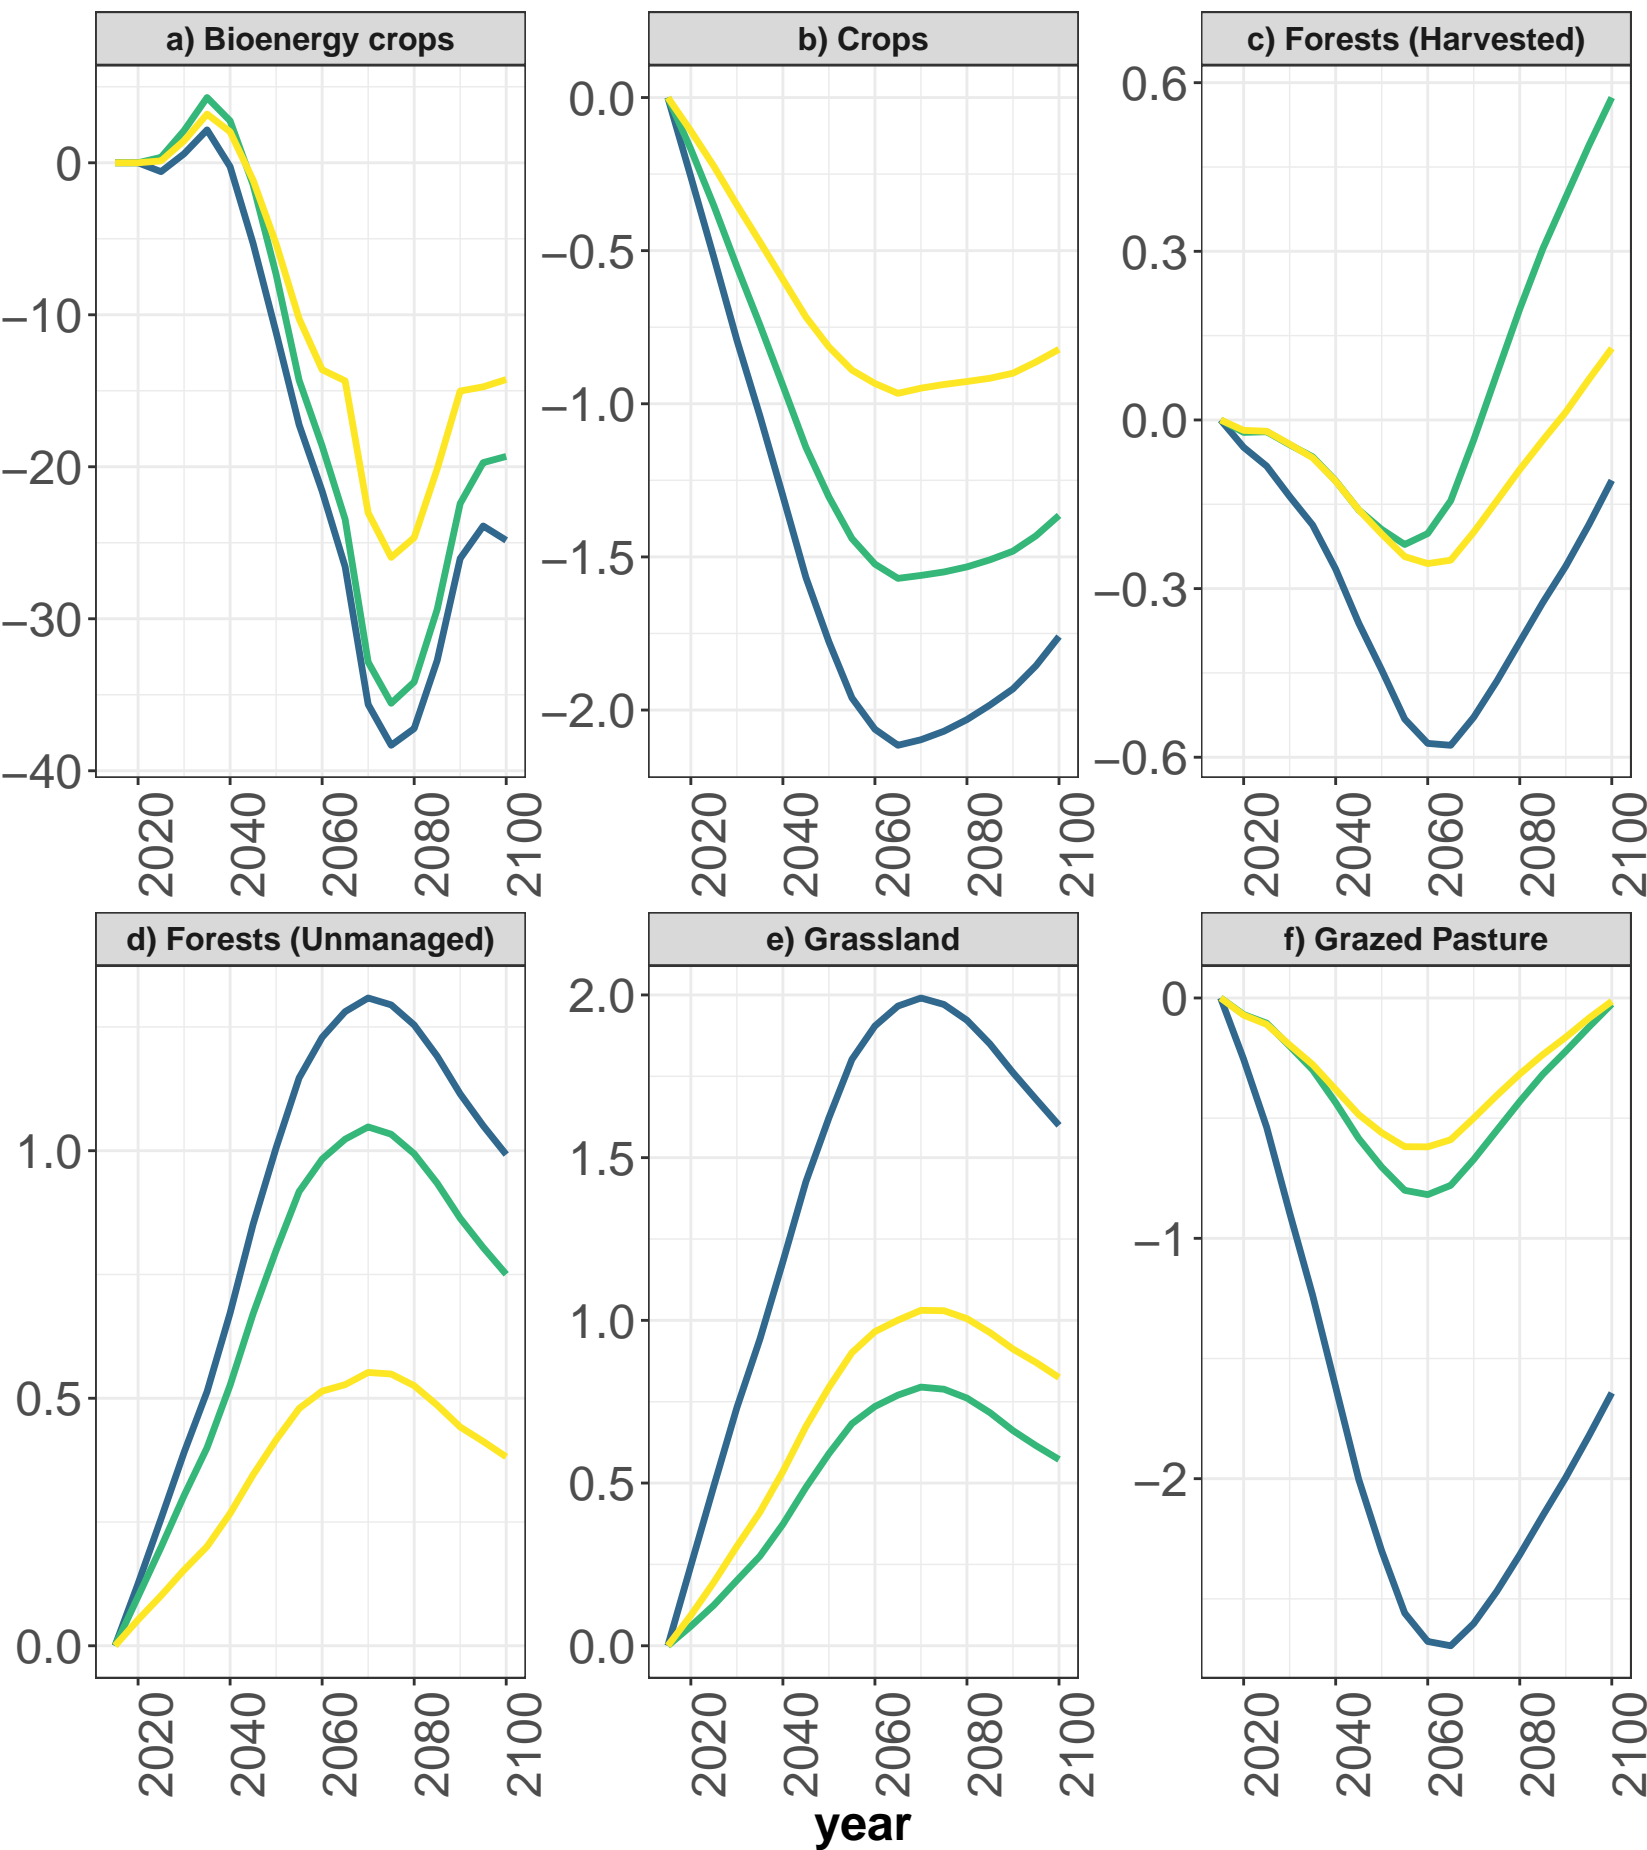 a) Bioenergy crops
b) Crops
c) Forests (Harvested)
0
−10
−20
−30
−40
0.0
−0.5
−1.0
−1.5
−2.0
0.6
0.3
0.0
−0.3
−0.6
2020 2040 2060 2080 2100
2020 2040 2060 2080 2100
2020 2040 2060 2080 2100
d) Forests (Unmanaged)
e) Grassland
f) Grazed Pasture
1.0
0.5
0.0
2.0
1.5
1.0
0.5
0.0
0
−1
−2
2020 2040 2060 2080 2100
2020 2040 2060 2080 2100
2020 2040 2060 2080 2100
year